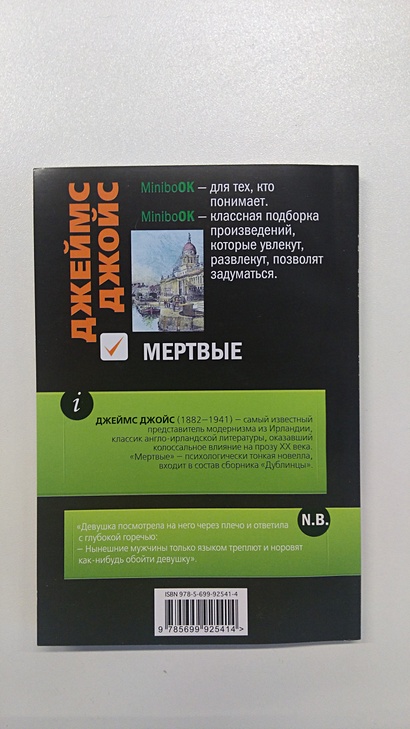 ДЖЕЙМС
ДЖОЙС
MiniboOK – для тех, кто
понимает.
MiniboOK – классная подборка
произведений,
которые увлекут,
развлекут, позволят
задуматься.
МЕРТВЫЕ
i
ДЖЕЙМС ДЖОЙС (1882–1941) – самый известный
представитель модернизма из Ирландии,
классик англо-ирландской литературы, оказавший
колоссальное влияние на прозу XX века.
«Мертвые» – психологически тонкая новелла,
входит в состав сборника «Дублинцы».
N.B.
«Девушка посмотрела на него через плечо и ответила
с глубокой горечью:
– Нынешние мужчины только языком треплют и норовят
как-нибудь обойти девушку».
ISBN 978-5-699-92541-4
9 785699 925414 >